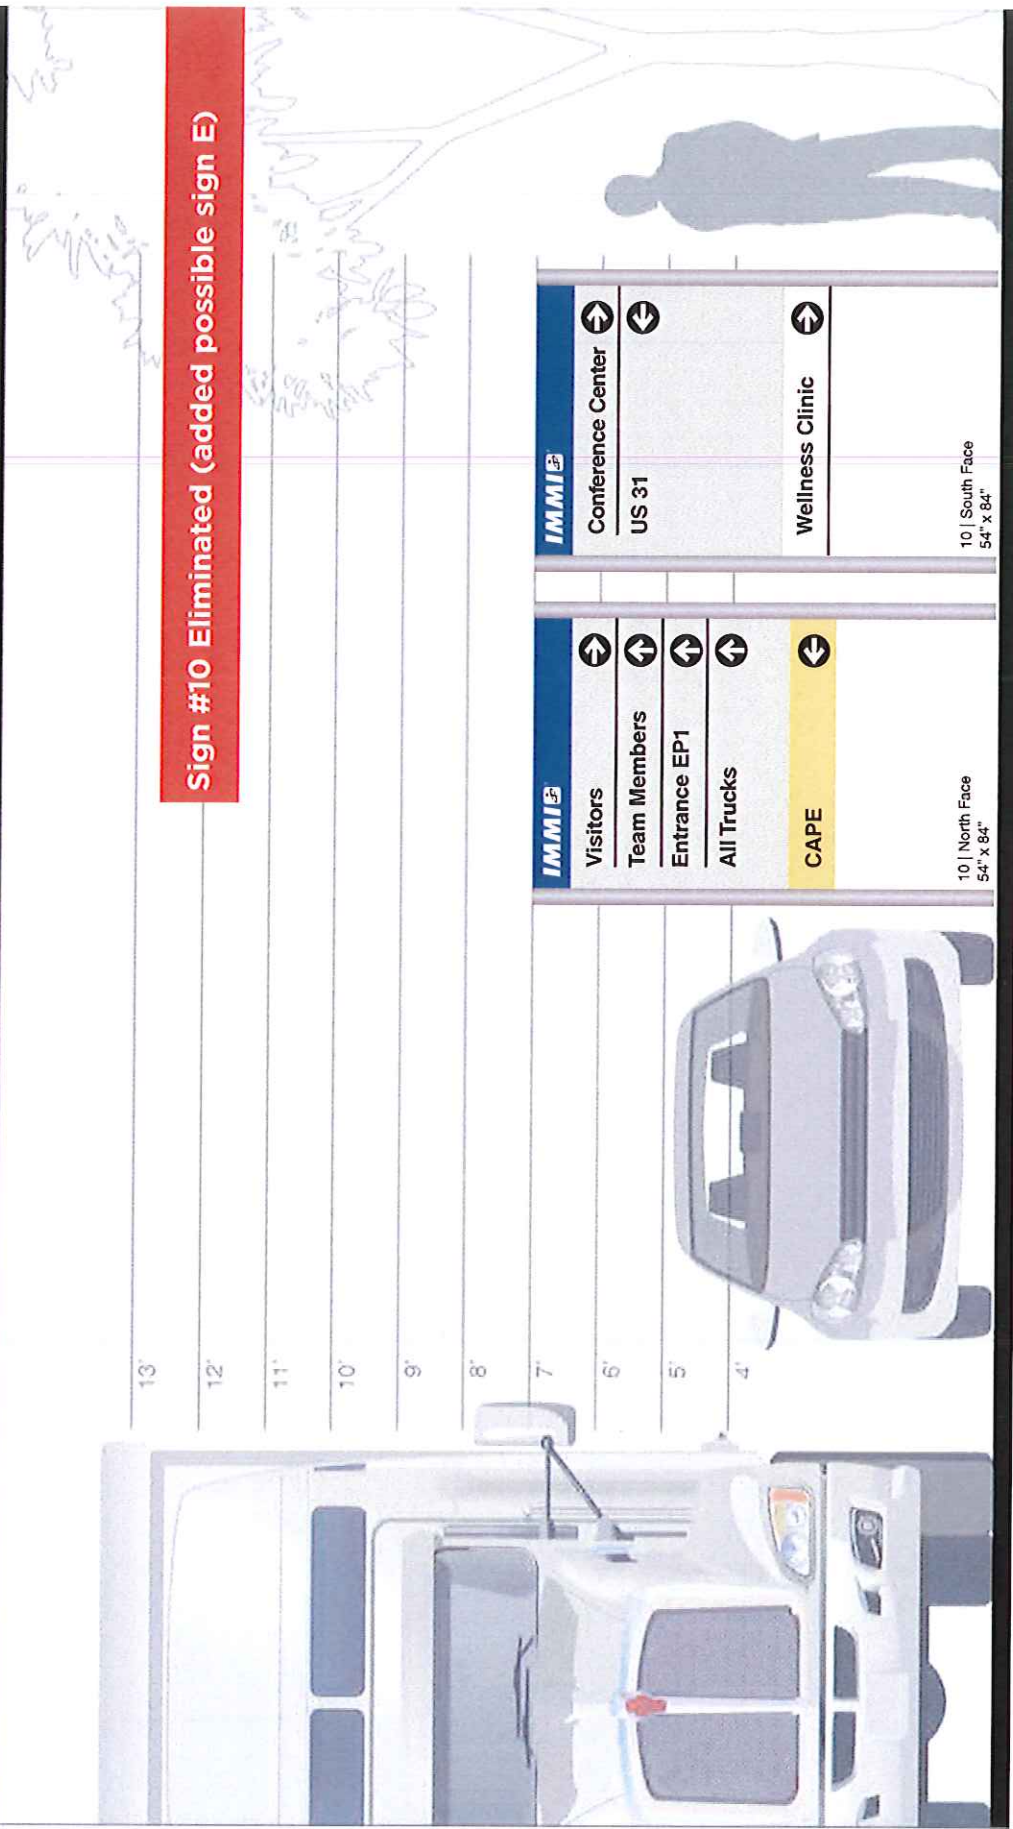 Sign #10 Eliminated (added possible sign E)
13'
12'
11'
10'
9'
8'
7'
6'
5'
4'
IMMI
Visitors
Team Members
Entrance EP1
All Trucks
CAPE
10 | North Face
54" x 84"
IMMI
Conference Center
US 31
Wellness Clinic
10 | South Face
54" x 84"